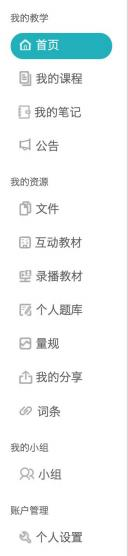 我的教学
首页
我的课程
我的笔记
公告
我的资源
文件
互动教材
录播教材
个人题库
量规
我的分享
词条
我的小组
小组
账户管理
个人设置